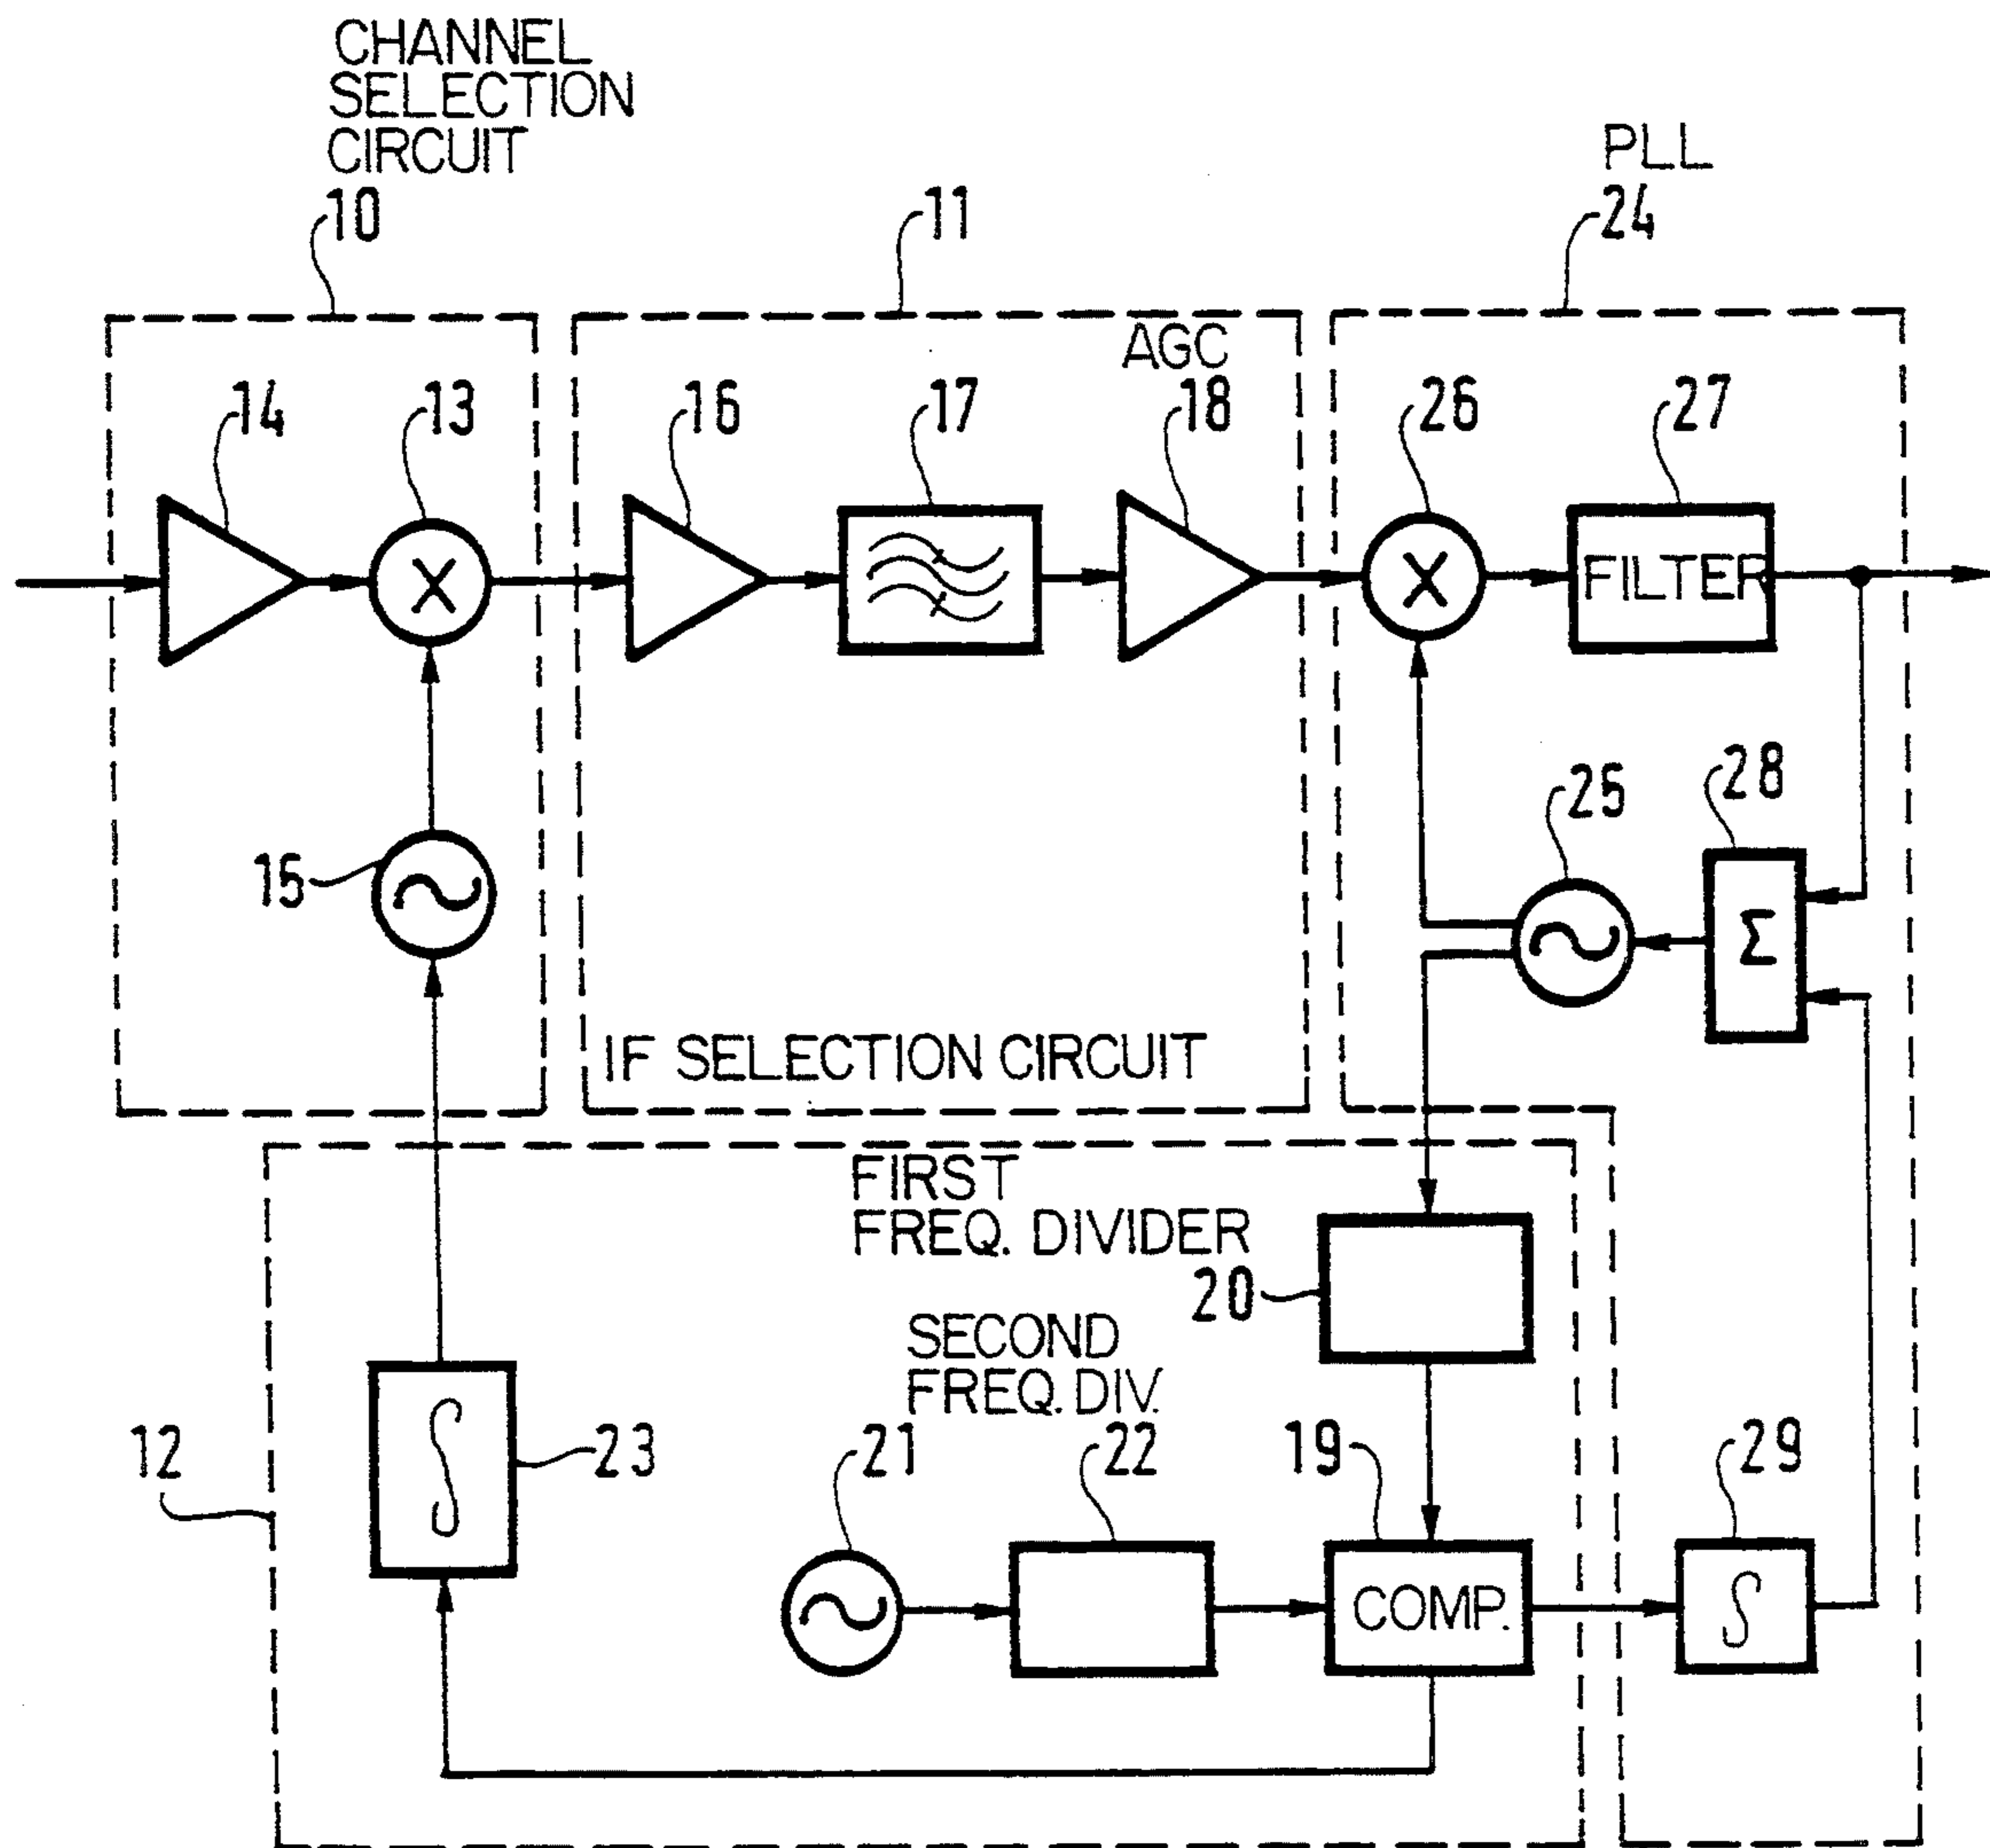 CHANNEL
SELECTION
CIRCUIT
10
11
PLL
24
AGC
14
13
16
17
18
26
27
X
X
FILTER
15
25
28
Σ
IF SELECTION CIRCUIT
FIRST
FREQ. DIVIDER
20
SECOND
FREQ. DIV.
12
23
21
22
19
29
COMP.
∫
∫